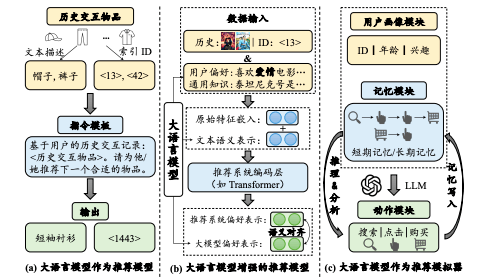 历史交互物品
...
文本描述
索引 ID
帽子, 裤子
<13>, <42>
指令模板
基于用户的历史交互记录:
<历史交互物品>。请为他/
她推荐下一个合适的物品。
输出
短袖衬衫
<1443>
(a) 大语言模型作为推荐模型
数据输入
历史:
ID: <13>
&
用户偏好: 喜欢爱情电影…
通用知识: 泰坦尼克号是…
大语言模型
原始特征嵌入:
+
文本语义表示:
推荐系统编码层
(如 Transformer)
推荐系统偏好表示:
语义对齐
大模型偏好表示:
(b) 大语言模型增强的推荐模型
用户画像模块
ID | 年龄 | 兴趣
记忆模块
短期记忆/长期记忆
推理&分析
记忆写入
LLM
动作模块
搜索 | 点击 | 购买
(c) 大语言模型作为推荐模拟器